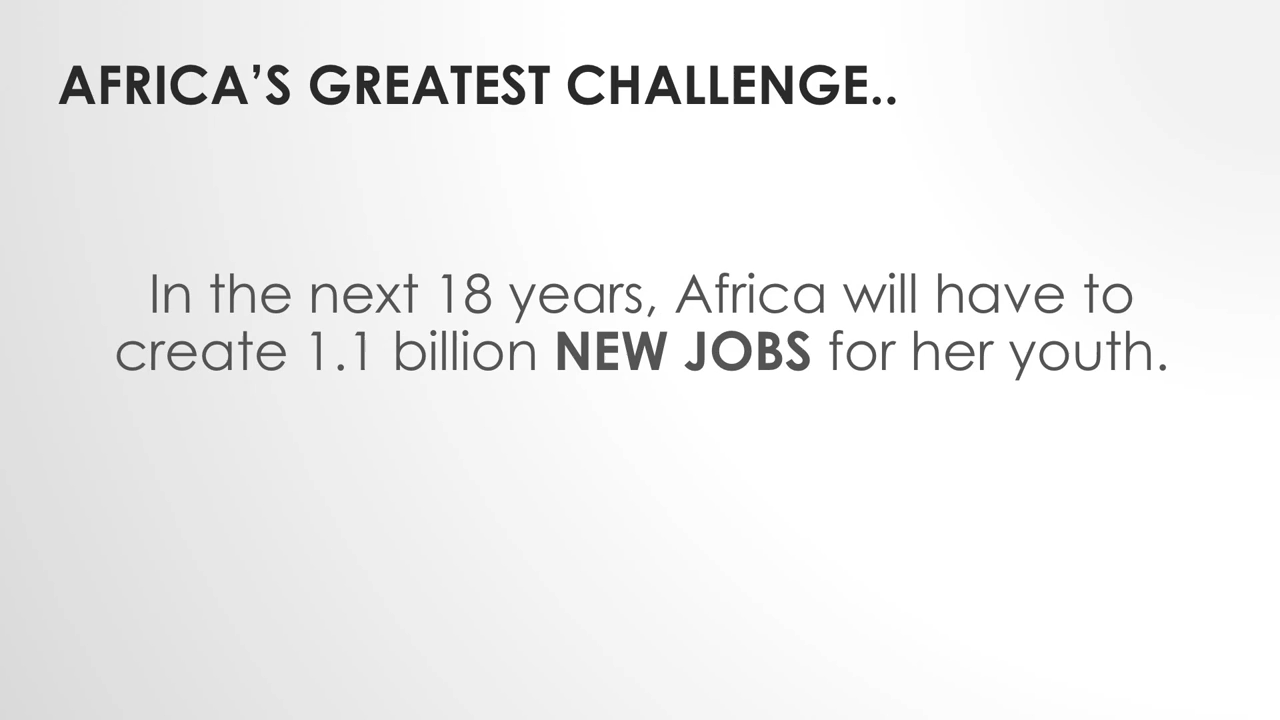 AFRICA’S GREATEST CHALLENGE..
In the next 18 years, Africa will have to
create 1.1 billion NEW JOBS for her youth.